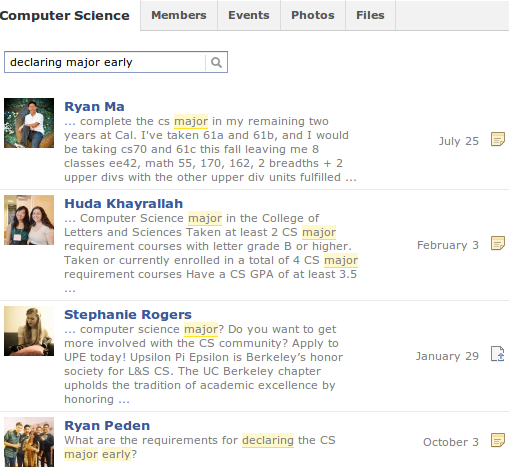 Computer Science Members Events Photos Files
declaring major early
Ryan Ma
... complete the cs major in my remaining two
years at Cal. I've taken 61a and 61b, and I would
be taking cs70 and 61c this fall leaving me 8
classes ee42, math 55, 170, 162, 2 breadths + 2
upper divs with the other upper div units fulfilled ...
July 25
Huda Khayrallah
... Computer Science major in the College of
Letters and Sciences Taken at least 2 CS major
requirement courses with letter grade B or higher.
Taken or currently enrolled in a total of 4 CS major
requirement courses Have a CS GPA of at least 3.5
...
February 3
Stephanie Rogers
... computer science major? Do you want to get
more involved with the CS community? Apply to
UPE today! Upsilon Pi Epsilon is Berkeley's honor
society for L&S CS. The UC Berkeley chapter
upholds the tradition of academic excellence by
honoring ...
January 29
Ryan Peden
What are the requirements for declaring the CS
major early?
October 3